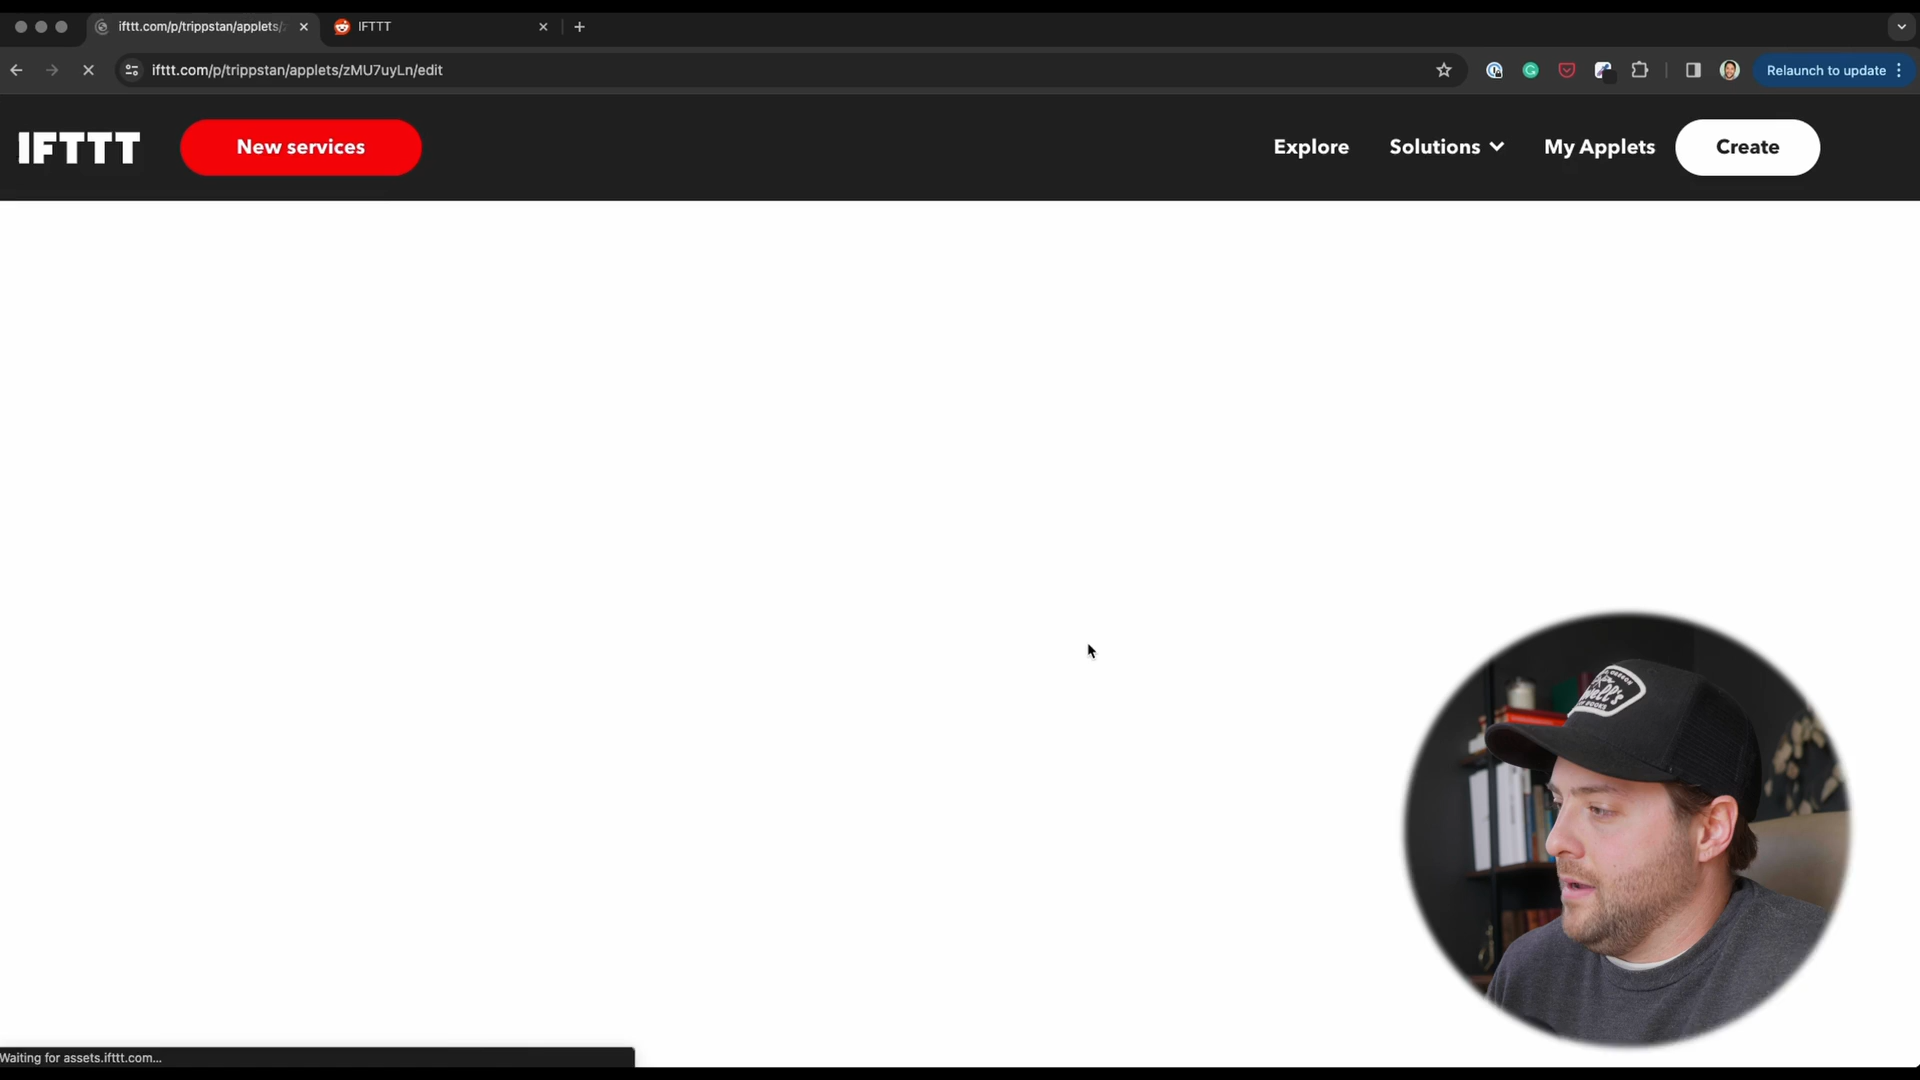 ifttt.com/p/trippstan/applets/
IFTTT
ifttt.com/p/trippstan/applets/zMU7uyLn/edit
Relaunch to update
IFTTT
New services
Explore
Solutions
My Applets
Create
Waiting for assets.ifttt.com...